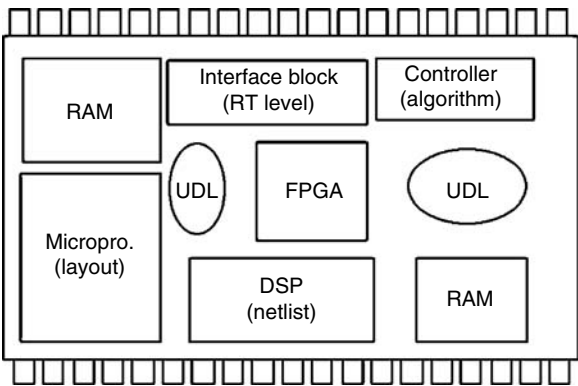 RAM
Interface block
(RT level)
Controller
(algorithm)
UDL
FPGA
UDL
Micropro.
(layout)
DSP
(netlist)
RAM